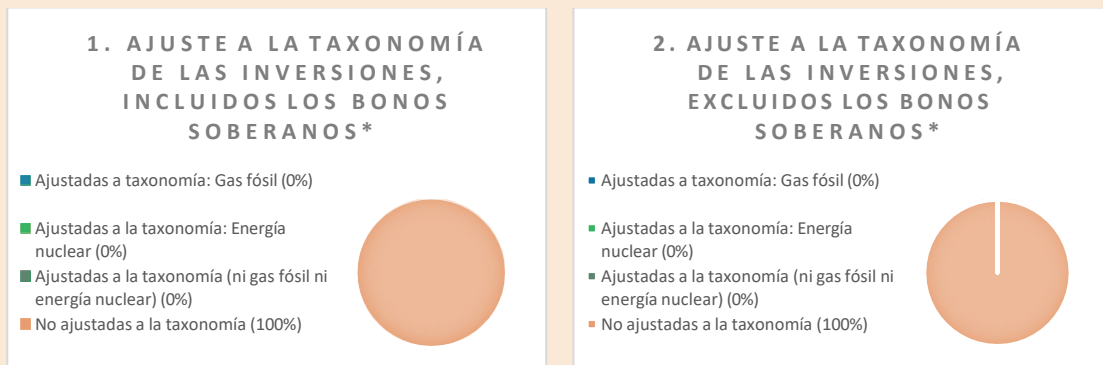 1. AJUSTE A LA TAXONOMÍA
DE LAS INVERSIONES,
INCLUIDOS LOS BONOS
SOBERANOS*
Ajustadas a taxonomía: Gas fósil (0%)
Ajustadas a la taxonomía: Energía
nuclear (0%)
Ajustadas a la taxonomía (ni gas fósil ni
energía nuclear) (0%)
No ajustadas a la taxonomía (100%)
2. AJUSTE A LA TAXONOMÍA
DE LAS INVERSIONES,
EXCLUIDOS LOS BONOS
SOBERANOS*
Ajustadas a taxonomía: Gas fósil (0%)
Ajustadas a la taxonomía: Energía
nuclear (0%)
Ajustadas a la taxonomía (ni gas fósil ni
energía nuclear) (0%)
No ajustadas a la taxonomía (100%)